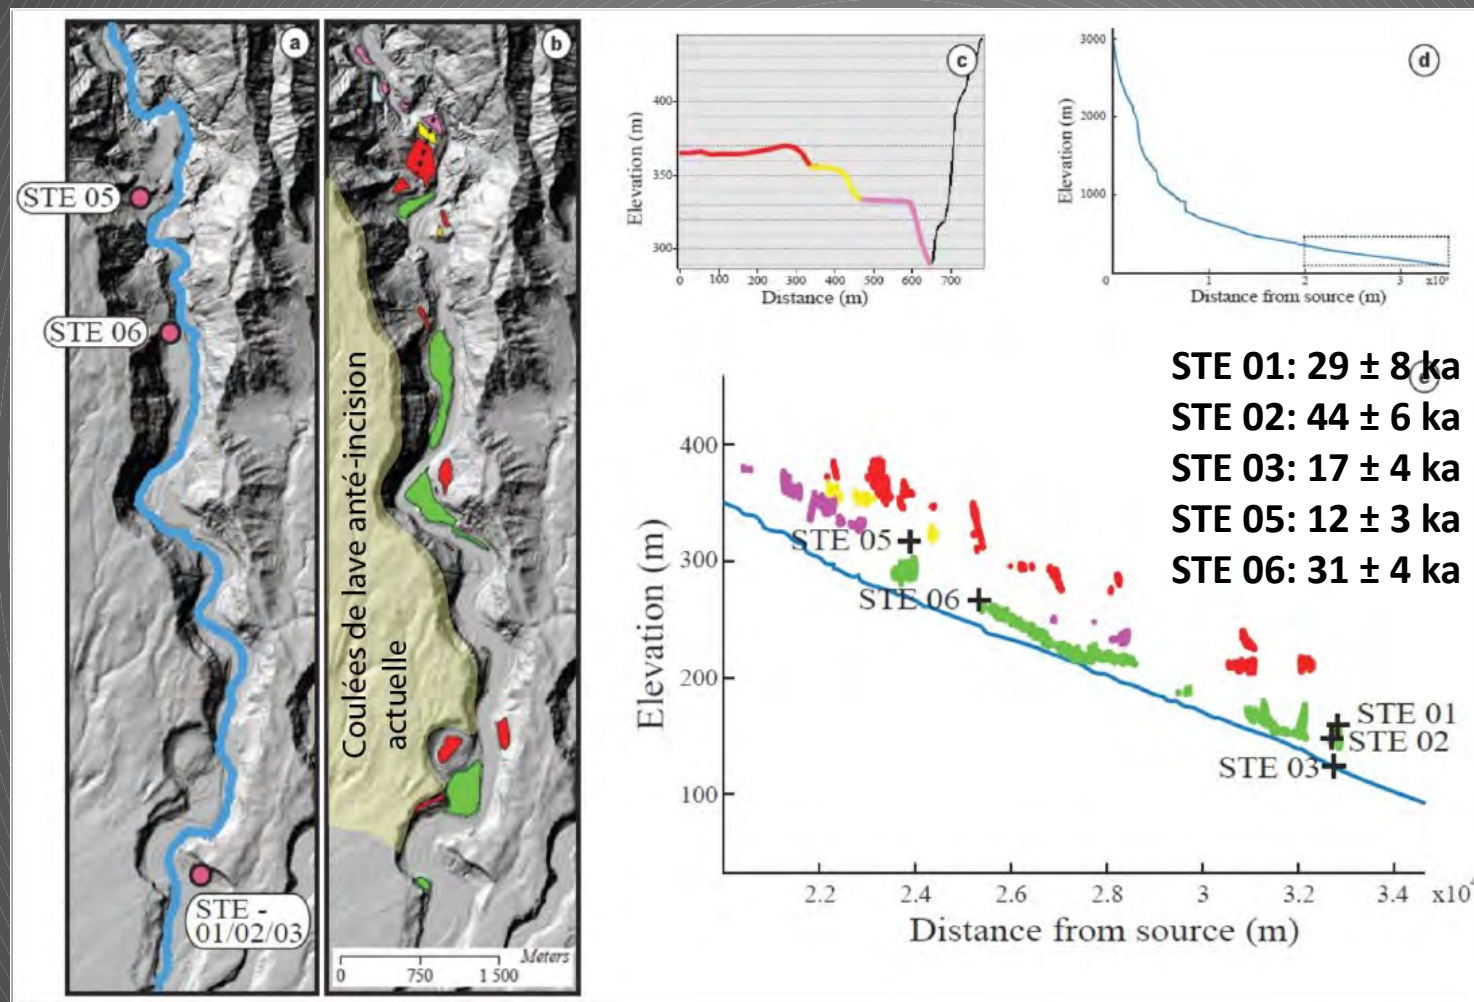 a
STE 05
STE 06
STE -
01/02/03
b
Coulées de lave anté-incision
actuelle
Meters
0 750 1 500
c
Elevation (m)
400
350
300
0 100 200 300 400 500 600 700
Distance (m)
d
Elevation (m)
3000
2000
1000
0
0 1 2 3 x10⁴
Distance from source (m)
STE 01: 29 ± 8 ka
STE 02: 44 ± 6 ka
STE 03: 17 ± 4 ka
STE 05: 12 ± 3 ka
STE 06: 31 ± 4 ka
Elevation (m)
400
300
200
100
STE 05
STE 06
STE 01
STE 02
STE 03
2.2 2.4 2.6 2.8 3 3.2 3.4 x10
Distance from source (m)